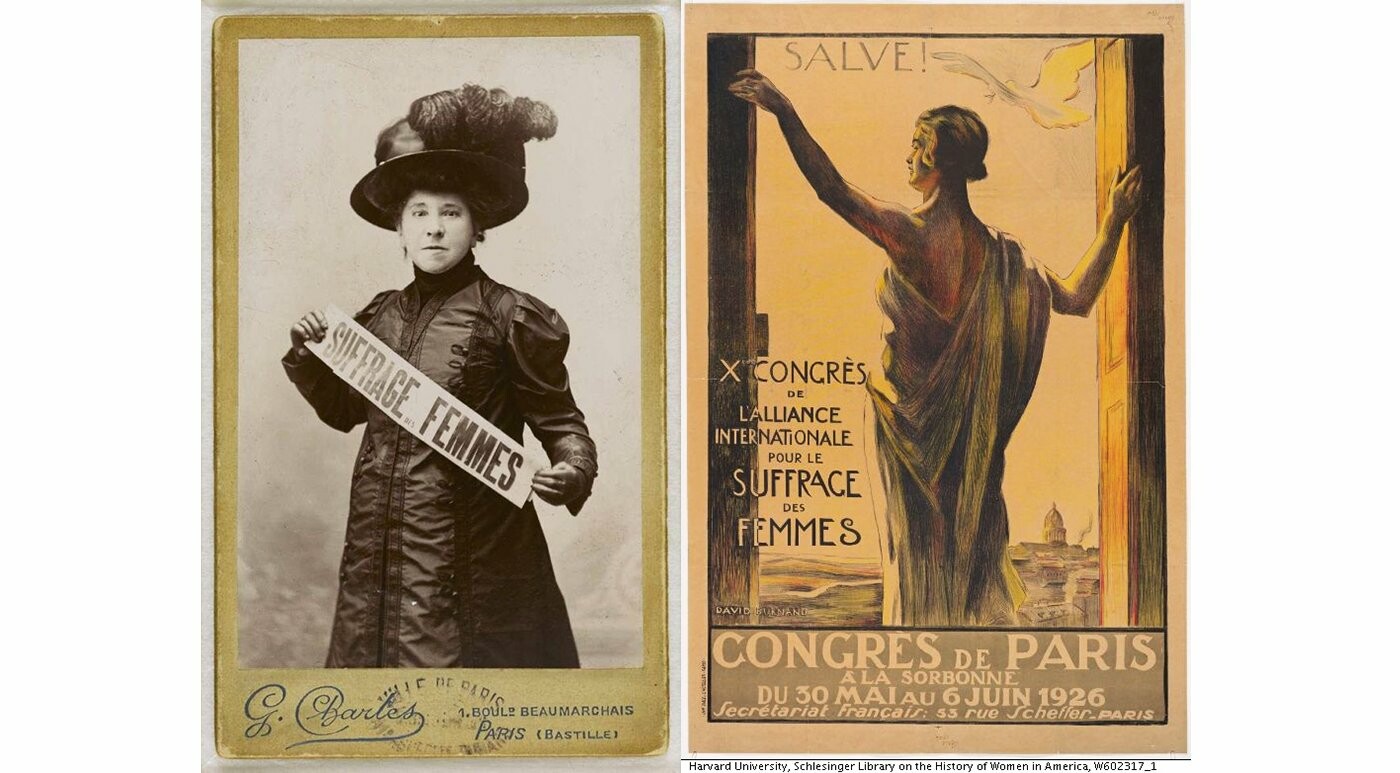 SUFFRAGE DES FEMMES
G. Charles
VILLE DE PARIS
1. BOULD BEAUMARCHAIS
PARIS (BASTILLE)
SALVE!
Xe CONGRÈS
DE
L'ALLIANCE
INTERNATIONALE
POUR LE
SUFFRAGE
DES
FEMMES
DAVID BURNAND
CONGRÈS DE PARIS
À LA SORBONNE
DU 30 MAI AU 6 JUIN 1926
Secrétariat Français: 53 rue Scheffer_PARIS
Harvard University, Schlesinger Library on the History of Women in America, W602317_1